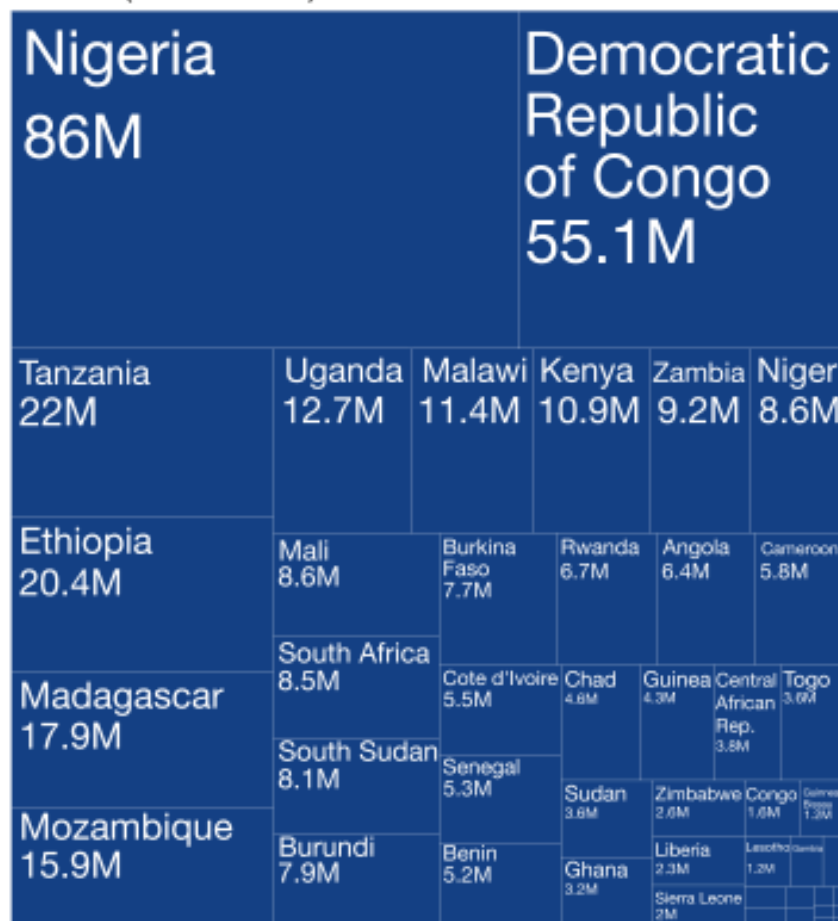 Nigeria
86M
Democratic
Republic
of Congo
55.1M
Tanzania
22M
Uganda
12.7M
Malawi
11.4M
Kenya
10.9M
Zambia
9.2M
Niger
8.6M
Ethiopia
20.4M
Mali
8.6M
Burkina
Faso
7.7M
Rwanda
6.7M
Angola
6.4M
Cameroon
5.8M
South Africa
8.5M
Madagascar
17.9M
Cote d'Ivoire
5.5M
Chad
4.6M
Guinea
4.3M
Central
African
Rep.
3.8M
Togo
3.6M
South Sudan
8.1M
Senegal
5.3M
Sudan
3.6M
Zimbabwe
2.6M
Congo
1.6M
Guinea
Bissau
1.3M
Mozambique
15.9M
Burundi
7.9M
Benin
5.2M
Ghana
3.2M
Liberia
2.3M
Lesotho
1.2M
Gambia
Sierra Leone
2M